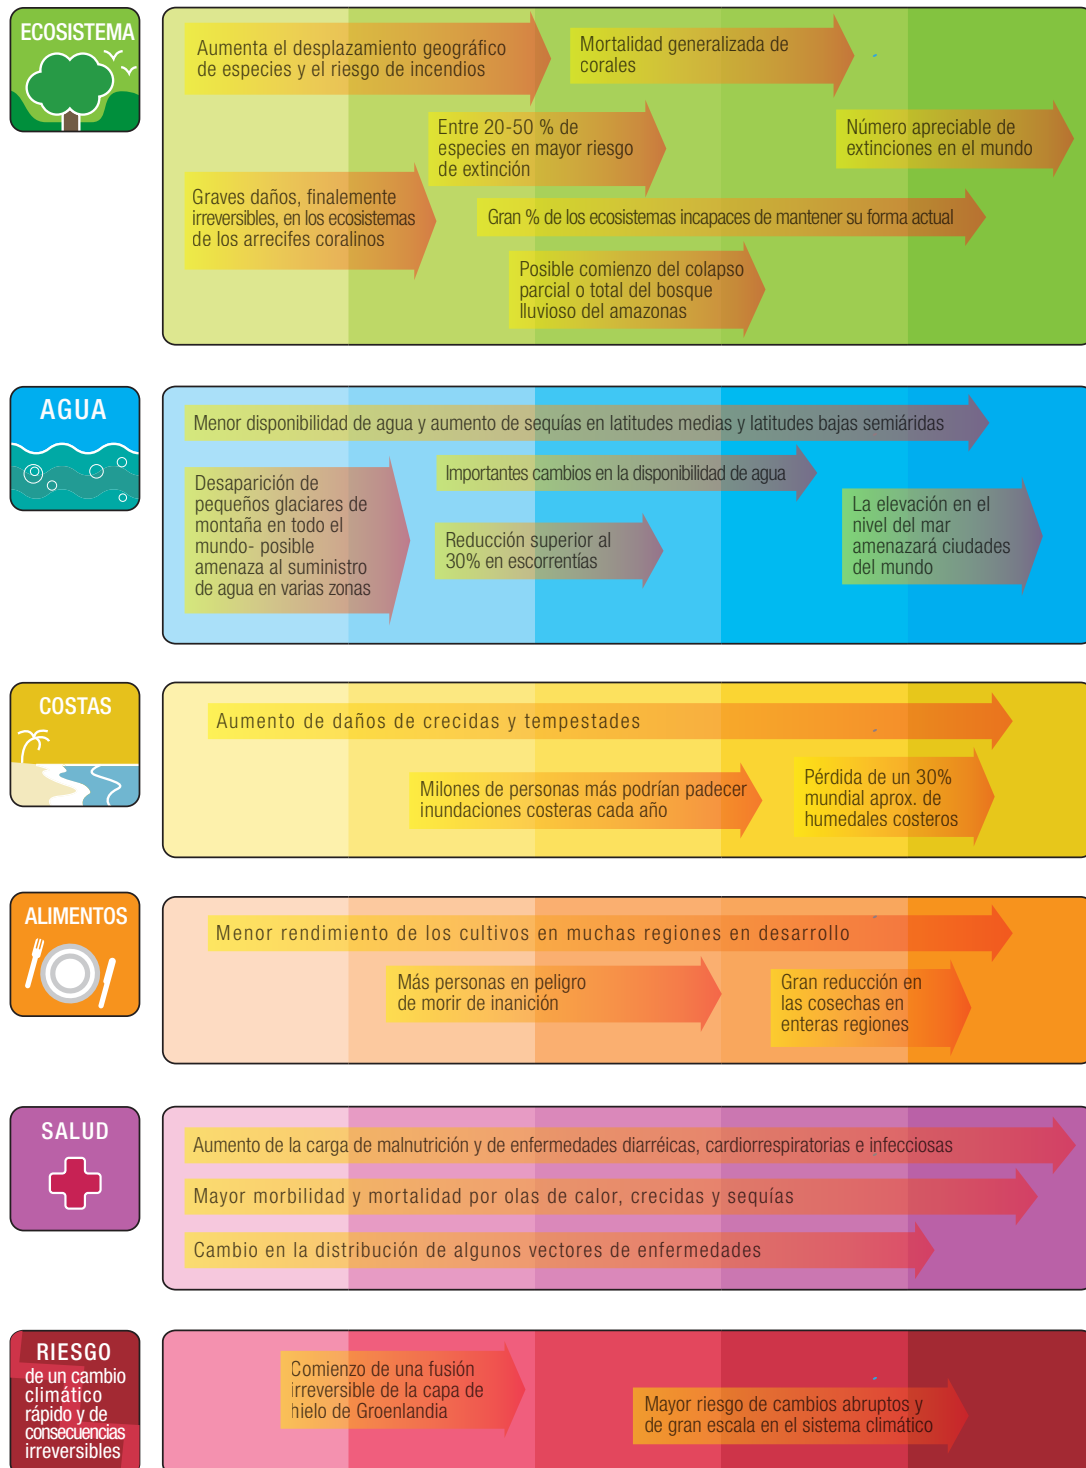 ECOSISTEMA
Aumenta el desplazamiento geográfico
de especies y el riesgo de incendios
Mortalidad generalizada de
corales
Entre 20-50 % de
especies en mayor riesgo
de extinción
Número apreciable de
extinciones en el mundo
Graves daños, finalemente
irreversibles, en los ecosistemas
de los arrecifes coralinos
Gran % de los ecosistemas incapaces de mantener su forma actual
Posible comienzo del colapso
parcial o total del bosque
lluvioso del amazonas
AGUA
Menor disponibilidad de agua y aumento de sequías en latitudes medias y latitudes bajas semiáridas
Desaparición de
pequeños glaciares de
montaña en todo el
mundo- posible
amenaza al suministro
de agua en varias zonas
Importantes cambios en la disponibilidad de agua
Reducción superior al
30% en escorrentías
La elevación en el
nivel del mar
amenazará ciudades
del mundo
COSTAS
Aumento de daños de crecidas y tempestades
Milones de personas más podrían padecer
inundaciones costeras cada año
Pérdida de un 30%
mundial aprox. de
humedales costeros
ALIMENTOS
Menor rendimiento de los cultivos en muchas regiones en desarrollo
Más personas en peligro
de morir de inanición
Gran reducción en
las cosechas en
enteras regiones
SALUD
Aumento de la carga de malnutrición y de enfermedades diarréicas, cardiorrespiratorias e infecciosas
Mayor morbilidad y mortalidad por olas de calor, crecidas y sequías
Cambio en la distribución de algunos vectores de enfermedades
RIESGO
de un cambio
climático
rápido y de
consecuencias
irreversibles
Comienzo de una fusión
irreversible de la capa de
hielo de Groenlandia
Mayor riesgo de cambios abruptos y
de gran escala en el sistema climático